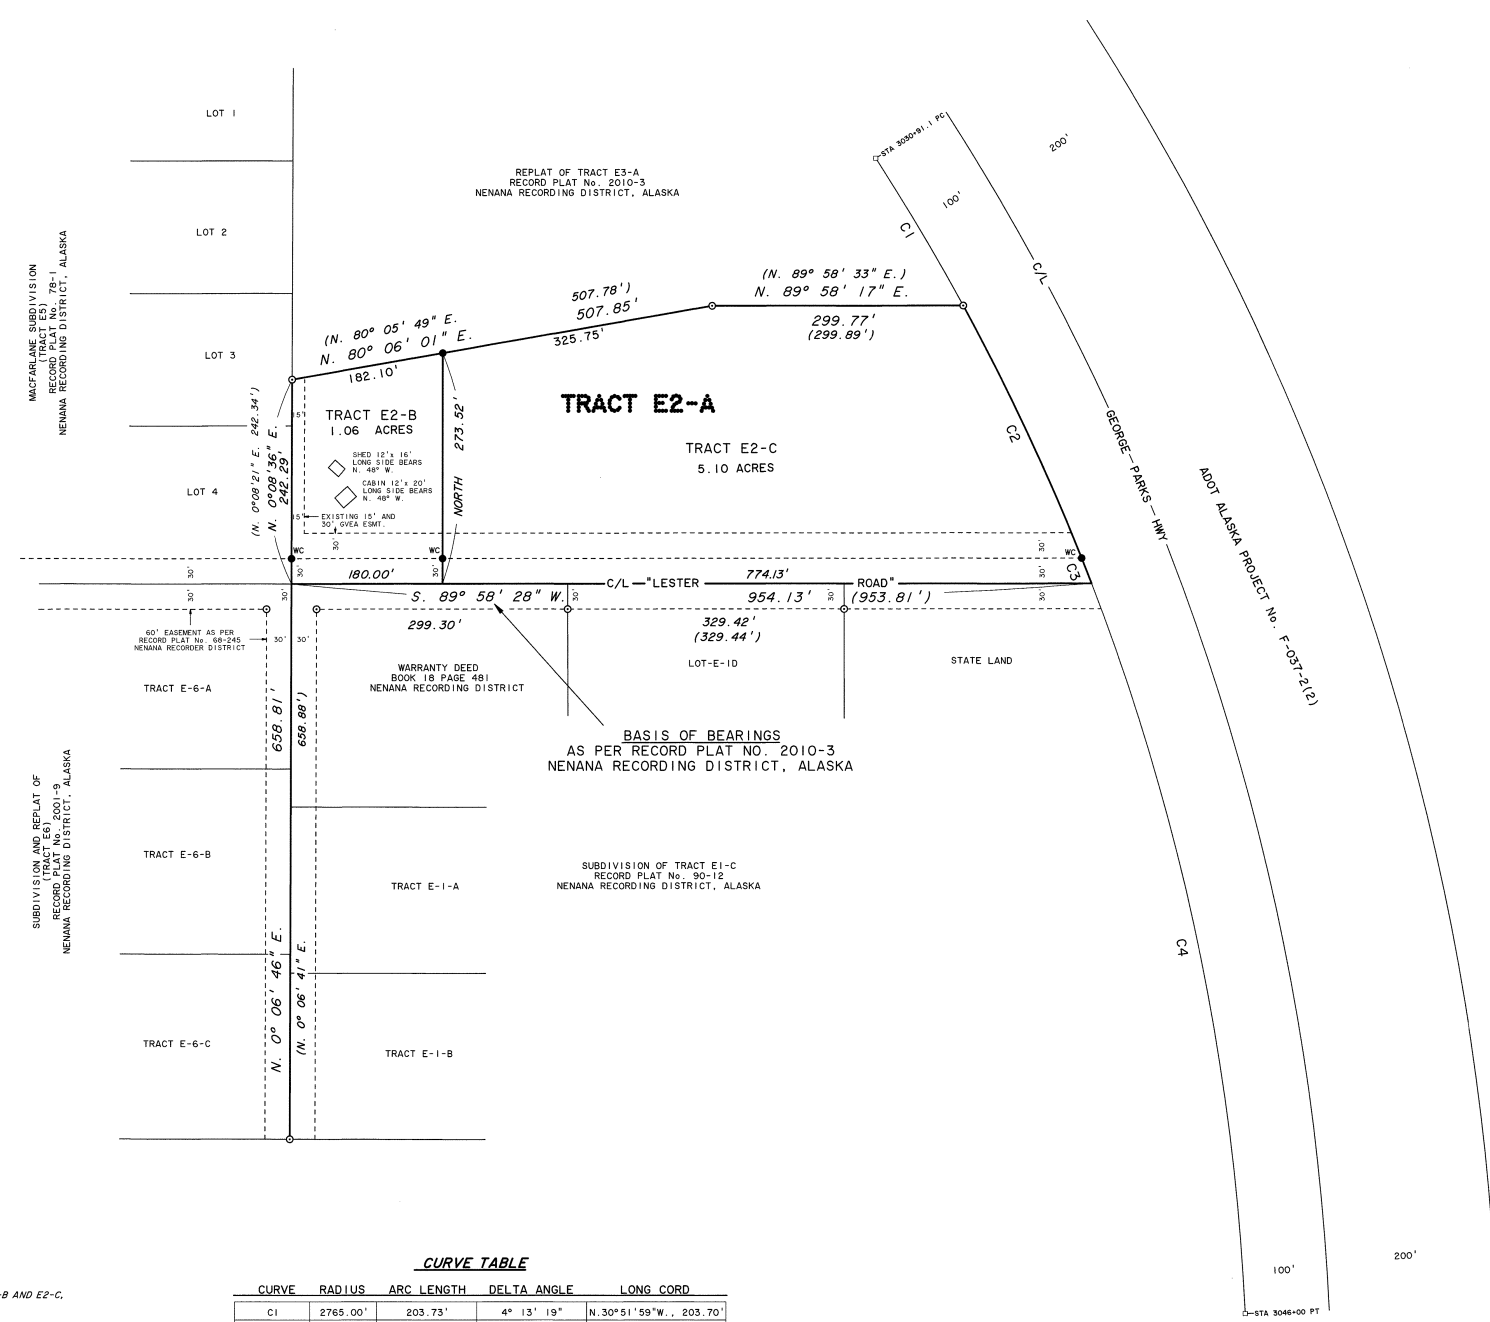 LOT 1
STA 3030+91.1 PC
200'
REPLAT OF TRACT E3-A
RECORD PLAT No. 2010-3
NENANA RECORDING DISTRICT, ALASKA
100'
LOT 2
C1
C/L
MACFARLANE SUBDIVISION
(TRACT E5)
RECORD PLAT No. 78-1
NENANA RECORDING DISTRICT, ALASKA
(N. 89° 58' 33" E.)
N. 89° 58' 17" E.
299.77'
(299.89')
(N. 80° 05' 49" E. 507.78')
N. 80° 06' 01" E. 507.85'
182.10'
325.75'
LOT 3
TRACT E2-A
TRACT E2-B
1.06 ACRES
15'
(N. 0°08'21" E. 242.34')
N. 0°08'36" E.
242.29'
NORTH 273.52'
TRACT E2-C
5.10 ACRES
C2
GEORGE PARKS HWY
SHED 12'x 16'
LONG SIDE BEARS
N. 48° W.
CABIN 12'x 20'
LONG SIDE BEARS
N. 48° W.
LOT 4
15'
EXISTING 15' AND
30' GVEA ESMT.
30'
30'
ADOT ALASKA PROJECT No. F-037-2(2)
WC
WC
WC
30'
30'
30'
30'
C3
180.00'
C/L "LESTER ROAD"
774.13'
30'
30'
30'
30'
30'
S. 89° 58' 28" W.
954.13' (953.81')
299.30'
329.42'
(329.44')
60' EASEMENT AS PER
RECORD PLAT No. 68-245
NENANA RECORDER DISTRICT
30'
30'
WARRANTY DEED
BOOK 18 PAGE 481
NENANA RECORDING DISTRICT
LOT-E-1D
STATE LAND
TRACT E-6-A
658.81'
658.88')
BASIS OF BEARINGS
AS PER RECORD PLAT NO. 2010-3
NENANA RECORDING DISTRICT, ALASKA
SUBDIVISION AND REPLAT OF
(TRACT E6)
RECORD PLAT No. 2001-9
NENANA RECORDING DISTRICT, ALASKA
TRACT E-6-B
TRACT E-1-A
SUBDIVISION OF TRACT E1-C
RECORD PLAT No. 90-12
NENANA RECORDING DISTRICT, ALASKA
C4
N. 0° 06' 46" E.
(N. 0° 06' 41" E.
TRACT E-6-C
TRACT E-1-B
200'
100'
STA 3046+00 PT
-B AND E2-C,
CURVE TABLE
CURVE RADIUS ARC LENGTH DELTA ANGLE LONG CORD
C1 2765.00' 203.73' 4° 13' 19" N.30°51'59"W., 203.70'